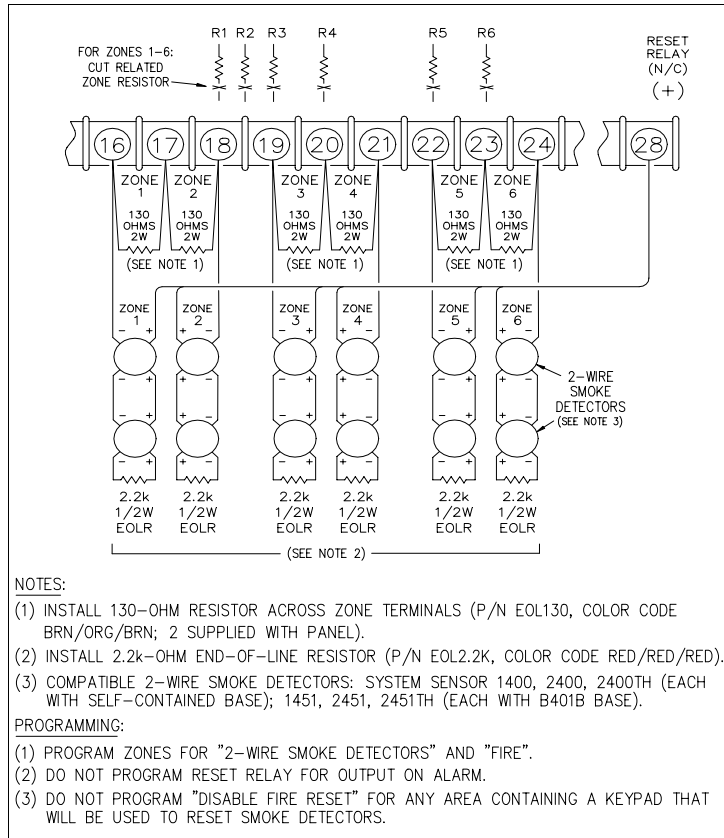 R1 R2 R3 R4 R5 R6
FOR ZONES 1-6:
CUT RELATED
ZONE RESISTOR
RESET
RELAY
(N/C)
(+)
16 17 18 19 20 21 22 23 24 28
ZONE 1 ZONE 2 ZONE 3 ZONE 4 ZONE 5 ZONE 6
130 OHMS 2W 130 OHMS 2W 130 OHMS 2W 130 OHMS 2W 130 OHMS 2W 130 OHMS 2W
(SEE NOTE 1) (SEE NOTE 1) (SEE NOTE 1)
ZONE 1 ZONE 2 ZONE 3 ZONE 4 ZONE 5 ZONE 6
- + + - - + + - - + + -
- + + - - + + - - + + -
- + + - - + + - - + + -
- + + - - + + - - + + -
2-WIRE
SMOKE
DETECTORS
(SEE NOTE 3)
2.2k 2.2k 2.2k 2.2k 2.2k 2.2k
1/2W 1/2W 1/2W 1/2W 1/2W 1/2W
EOLR EOLR EOLR EOLR EOLR EOLR
(SEE NOTE 2)
NOTES:
(1) INSTALL 130-OHM RESISTOR ACROSS ZONE TERMINALS (P/N EOL130, COLOR CODE
BRN/ORG/BRN; 2 SUPPLIED WITH PANEL).
(2) INSTALL 2.2k-OHM END-OF-LINE RESISTOR (P/N EOL2.2K, COLOR CODE RED/RED/RED).
(3) COMPATIBLE 2-WIRE SMOKE DETECTORS: SYSTEM SENSOR 1400, 2400, 2400TH (EACH
WITH SELF-CONTAINED BASE); 1451, 2451, 2451TH (EACH WITH B401B BASE).
PROGRAMMING:
(1) PROGRAM ZONES FOR "2-WIRE SMOKE DETECTORS" AND "FIRE".
(2) DO NOT PROGRAM RESET RELAY FOR OUTPUT ON ALARM.
(3) DO NOT PROGRAM "DISABLE FIRE RESET" FOR ANY AREA CONTAINING A KEYPAD THAT
WILL BE USED TO RESET SMOKE DETECTORS.